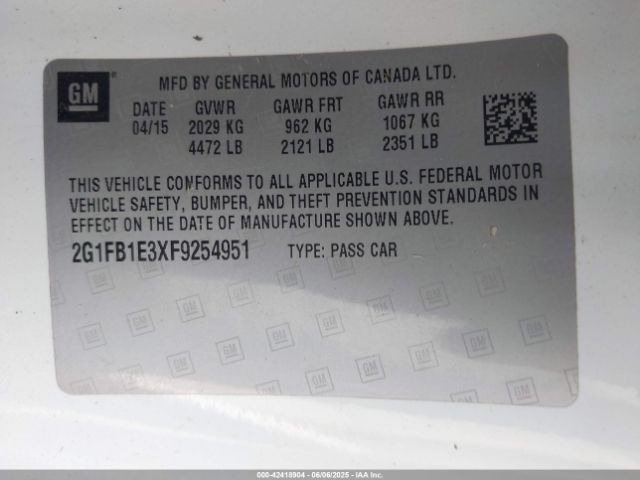 GM
MFD BY GENERAL MOTORS OF CANADA LTD.
DATE GVWR GAWR FRT GAWR RR
04/15 2029 KG 962 KG 1067 KG
4472 LB 2121 LB 2351 LB
THIS VEHICLE CONFORMS TO ALL APPLICABLE U.S. FEDERAL MOTOR
VEHICLE SAFETY, BUMPER, AND THEFT PREVENTION STANDARDS IN
EFFECT ON THE DATE OF MANUFACTURE SHOWN ABOVE.
2G1FB1E3XF9254951 TYPE: PASS CAR
000-42418904 - 06/06/2025 - IAA Inc.